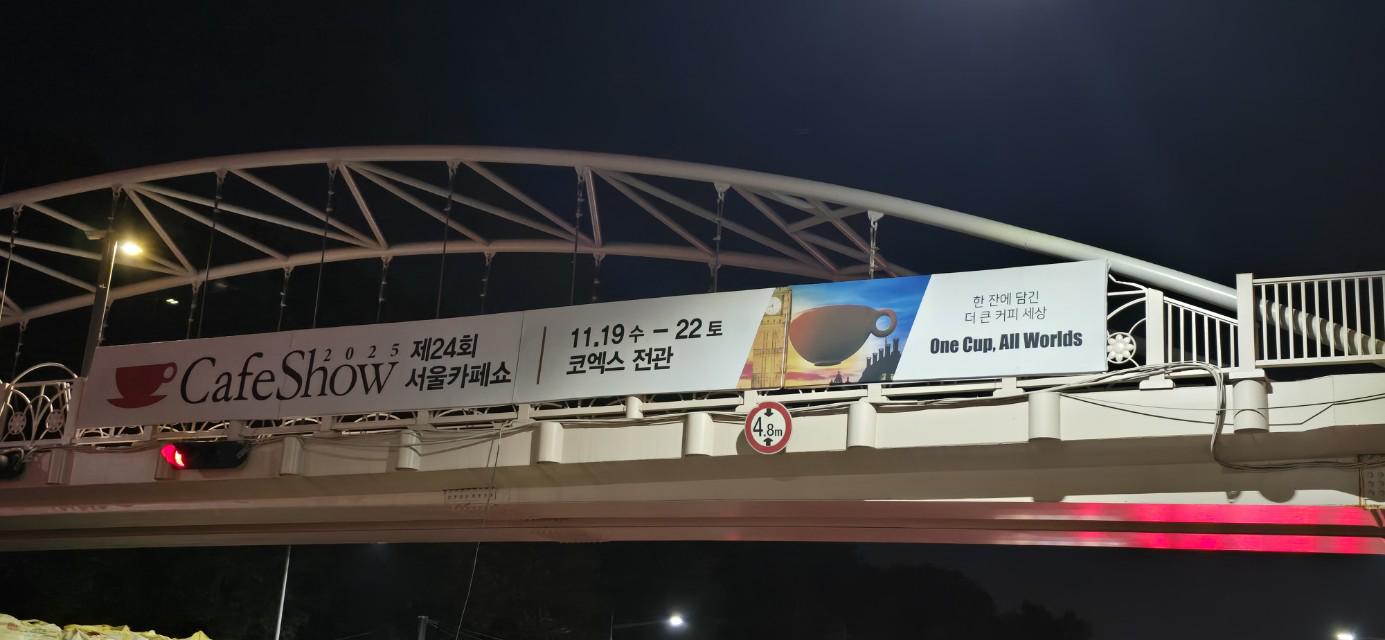 CafeShow
2025
제24회
서울카페쇼
11.19 수 – 22 토
코엑스 전관
한 잔에 담긴
더 큰 커피 세상
One Cup, All Worlds
4.8m